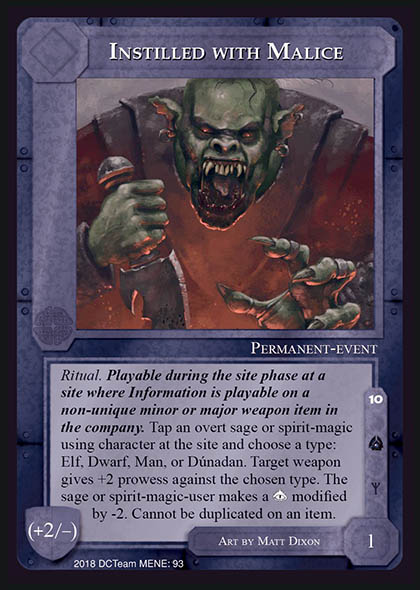 Instilled with Malice
Permanent-event
Ritual. Playable during the site phase at a
site where Information is playable on a
non-unique minor or major weapon item in
the company. Tap an overt sage or spirit-magic
using character at the site and choose a type:
Elf, Dwarf, Man, or Dúnadan. Target weapon
gives +2 prowess against the chosen type. The
sage or spirit-magic-user makes a modified
by -2. Cannot be duplicated on an item.
10
(+2/–)
Art by Matt Dixon
1
2018 DCTeam MENE: 93